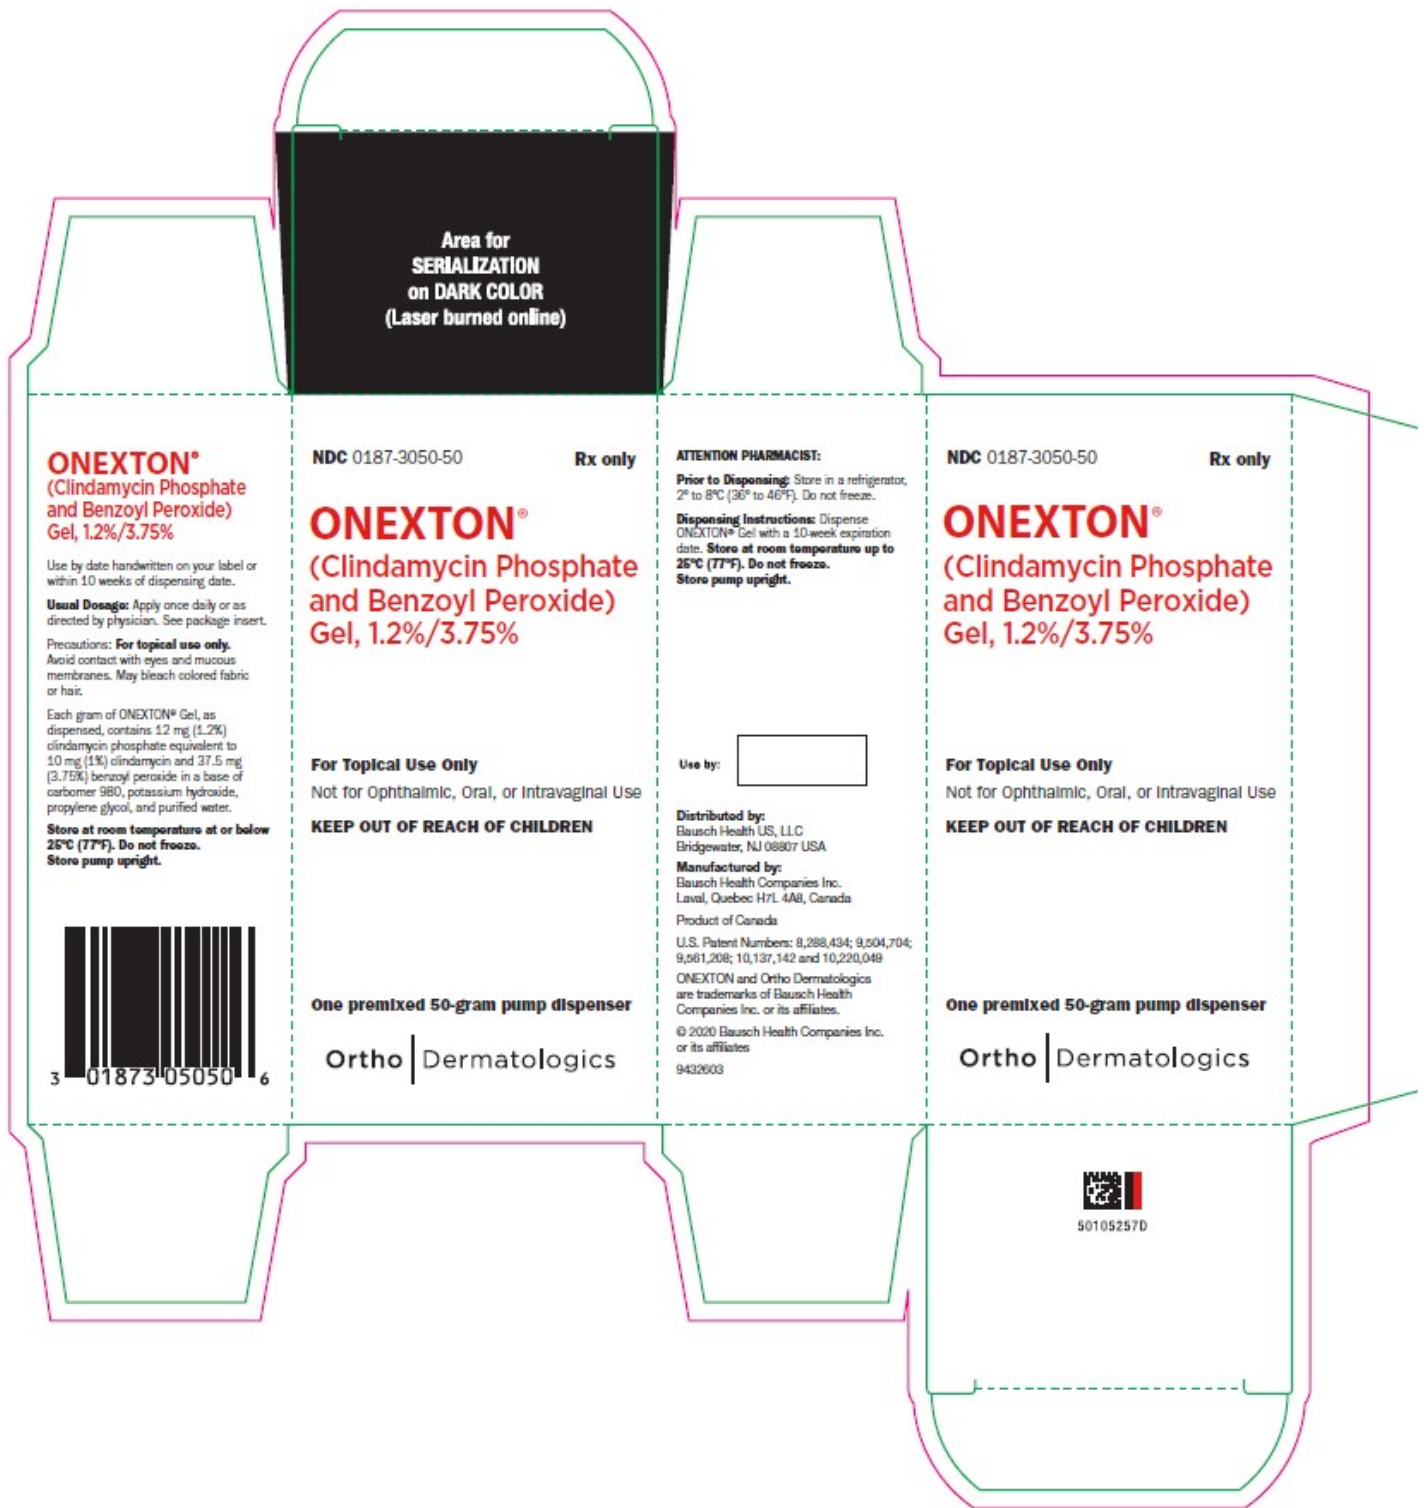 Area for
SERIALIZATION
on DARK COLOR
(Laser burned online)
ONEXTON®
(Clindamycin Phosphate
and Benzoyl Peroxide)
Gel, 1.2%/3.75%
Use by date handwritten on your label or
within 10 weeks of dispensing date.
Usual Dosage: Apply once daily or as
directed by physician. See package insert.
Precautions: For topical use only.
Avoid contact with eyes and mucous
membranes. May bleach colored fabric
or hair.
Each gram of ONEXTON® Gel, as
dispensed, contains 12 mg (1.2%)
clindamycin phosphate equivalent to
10 mg (1%) clindamycin and 37.5 mg
(3.75%) benzoyl peroxide in a base of
carbomer 980, potassium hydroxide,
propylene glycol, and purified water.
Store at room temperature at or below
25°C (77°F). Do not freeze.
Store pump upright.
3 01873 05050 6
NDC 0187-3050-50 Rx only
ONEXTON®
(Clindamycin Phosphate
and Benzoyl Peroxide)
Gel, 1.2%/3.75%
For Topical Use Only
Not for Ophthalmic, Oral, or Intravaginal Use
KEEP OUT OF REACH OF CHILDREN
One premixed 50-gram pump dispenser
Ortho Dermatologics
ATTENTION PHARMACIST:
Prior to Dispensing: Store in a refrigerator,
2° to 8°C (36° to 46°F). Do not freeze.
Dispensing Instructions: Dispense
ONEXTON® Gel with a 10-week expiration
date. Store at room temperature up to
25°C (77°F). Do not freeze.
Store pump upright.
Use by:
Distributed by:
Bausch Health US, LLC
Bridgewater, NJ 08807 USA
Manufactured by:
Bausch Health Companies Inc.
Laval, Quebec H7L 4A8, Canada
Product of Canada
U.S. Patent Numbers: 8,288,434; 9,504,704;
9,561,208; 10,137,142 and 10,220,049
ONEXTON and Ortho Dermatologics
are trademarks of Bausch Health
Companies Inc. or its affiliates.
© 2020 Bausch Health Companies Inc.
or its affiliates
9432603
NDC 0187-3050-50 Rx only
ONEXTON®
(Clindamycin Phosphate
and Benzoyl Peroxide)
Gel, 1.2%/3.75%
For Topical Use Only
Not for Ophthalmic, Oral, or Intravaginal Use
KEEP OUT OF REACH OF CHILDREN
One premixed 50-gram pump dispenser
Ortho Dermatologics
50105257D